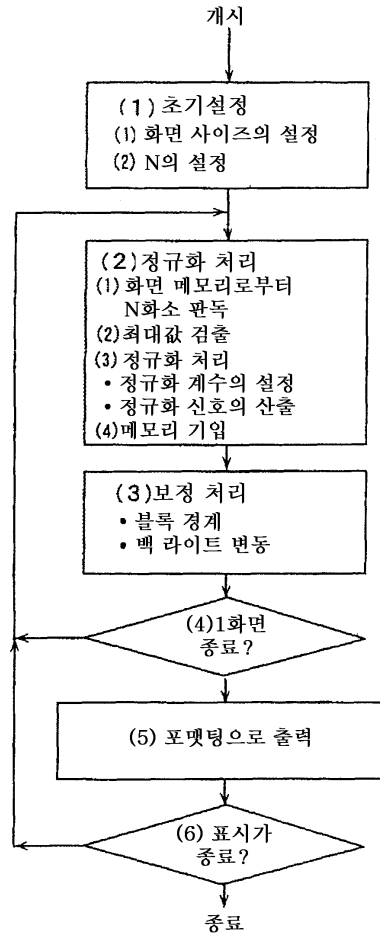 개시
(1) 초기설정
(1) 화면 사이즈의 설정
(2) N의 설정
(2)정규화 처리
(1) 화면 메모리로부터
N화소 판독
(2)최대값 검출
(3) 정규화 처리
• 정규화 계수의 설정
• 정규화 신호의 산출
(4)메모리 기입
(3)보정 처리
• 블록 경계
• 백 라이트 변동
(4)1화면
종료?
(5) 포맷팅으로 출력
(6) 표시가
종료?
종료